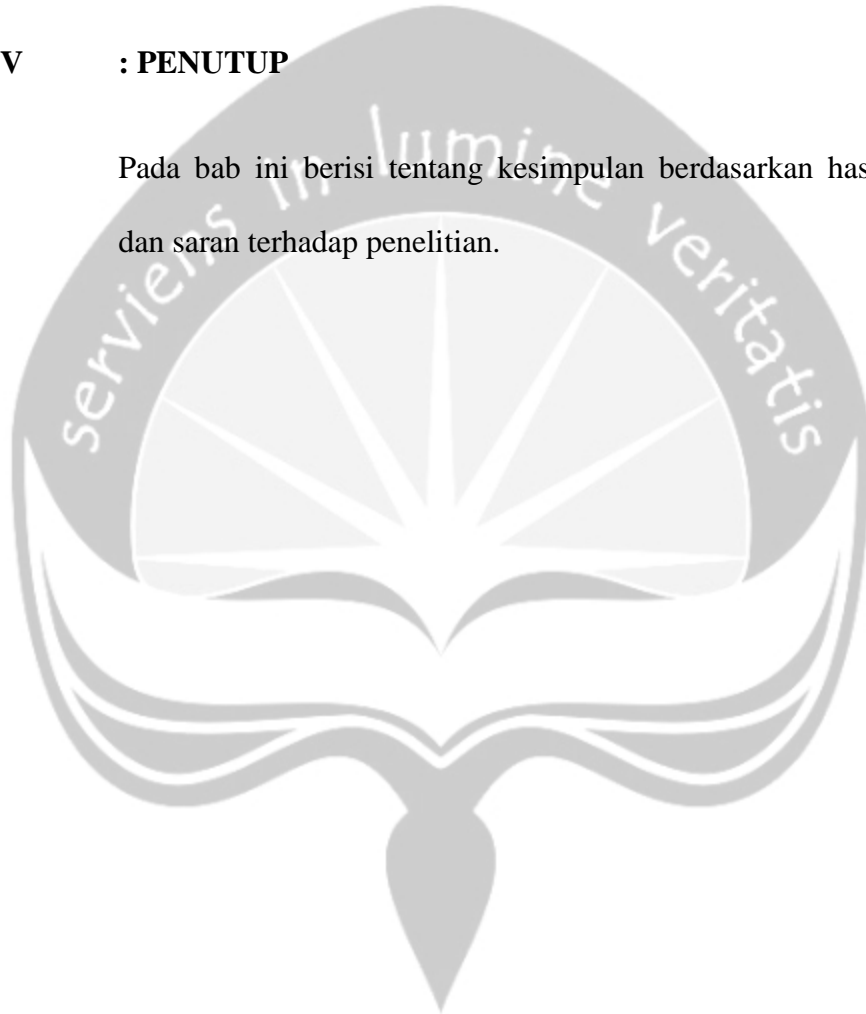 V : PENUTUP
serviens in lumine veritatis
Pada bab ini berisi tentang kesimpulan berdasarkan has
dan saran terhadap penelitian.